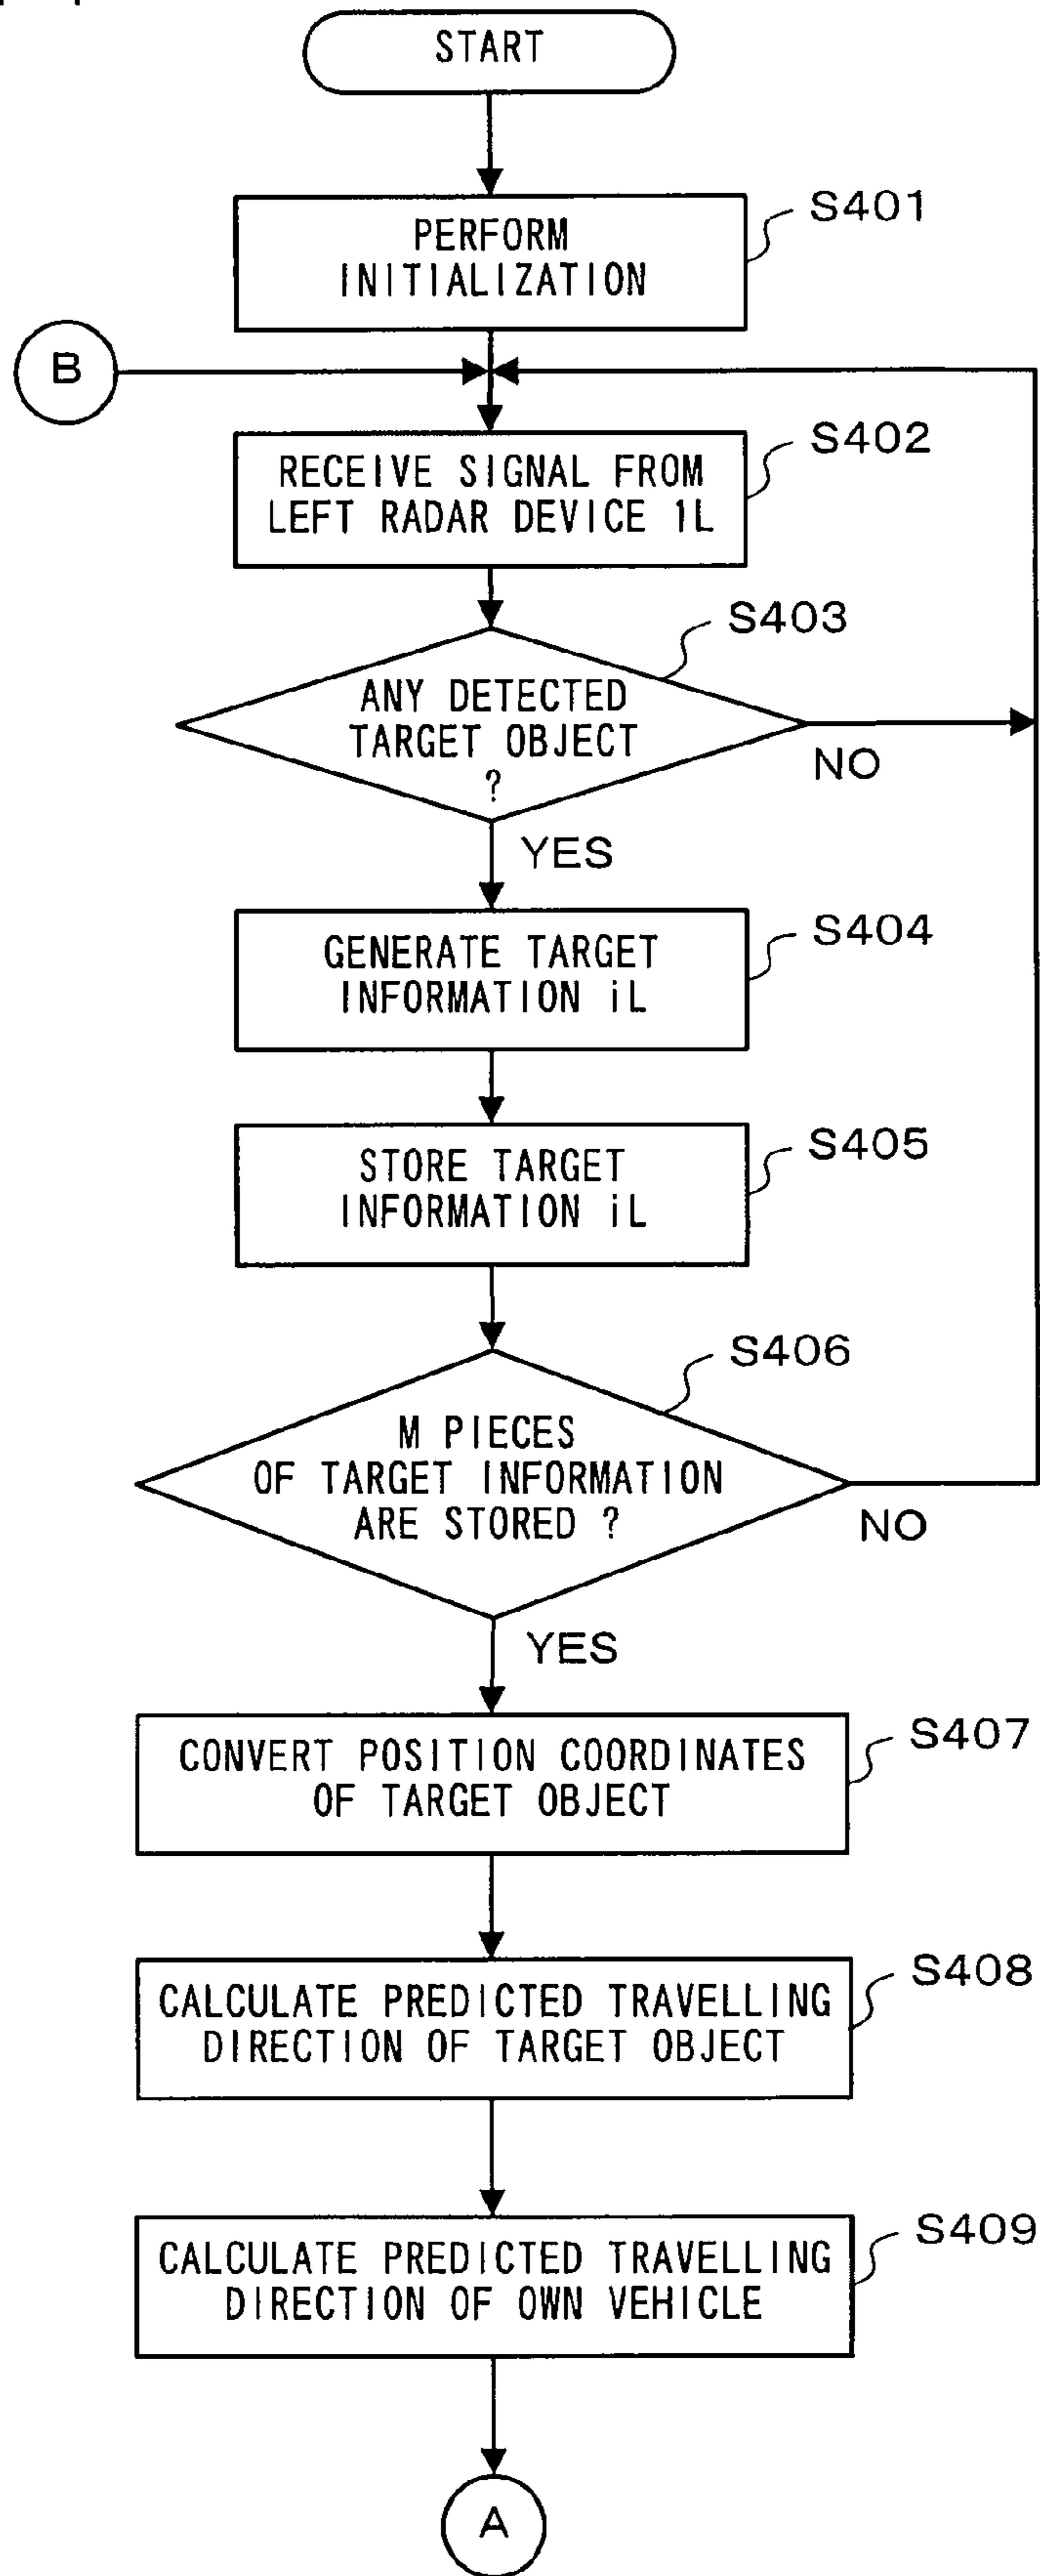 START
S401
PERFORM
INITIALIZATION
B
S402
RECEIVE SIGNAL FROM
LEFT RADAR DEVICE 1L
S403
ANY DETECTED
TARGET OBJECT
?
NO
YES
S404
GENERATE TARGET
INFORMATION iL
S405
STORE TARGET
INFORMATION iL
S406
M PIECES
OF TARGET INFORMATION
ARE STORED ?
NO
YES
S407
CONVERT POSITION COORDINATES
OF TARGET OBJECT
S408
CALCULATE PREDICTED TRAVELLING
DIRECTION OF TARGET OBJECT
S409
CALCULATE PREDICTED TRAVELLING
DIRECTION OF OWN VEHICLE
A